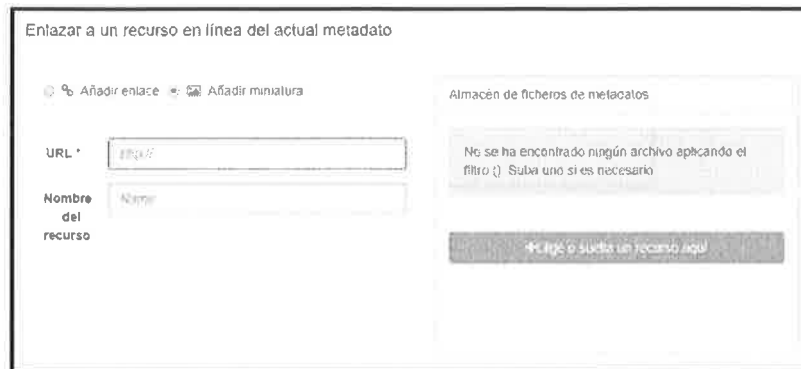 Enlazar a un recurso en línea del actual metadato
Añadir enlace Añadir miniatura
URL *
http://
Nombre
del
recurso
Name
Almacén de ficheros de metadatos
No se ha encontrado ningún archivo aplicando el
filtro (). Suba uno si es necesario
Elige o suelta un recurso aquí